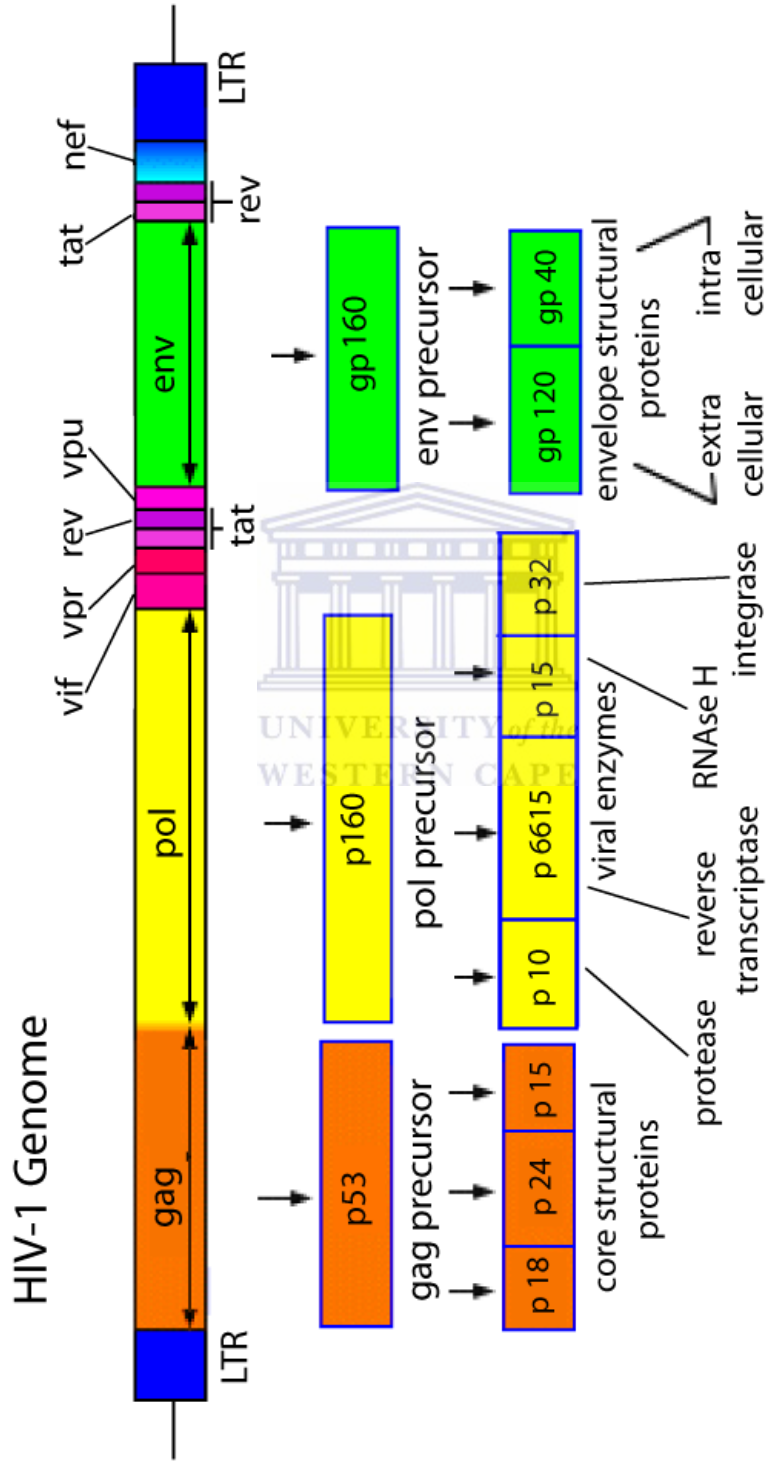 HIV-1 Genome
vif
vpr
rev
vpu
tat
nef
gag
pol
env
LTR
tat
rev
LTR
p53
p160
gp160
gag precursor
pol precursor
env precursor
p 18
p 24
p 15
p 10
p 6615
p 15
p 32
gp 120
gp 40
core structural
proteins
viral enzymes
envelope structural
proteins
protease
reverse
transcriptase
RNAse H
integrase
extra
cellular
intra
cellular
UNIVERSITY of the
WESTERN CAPE